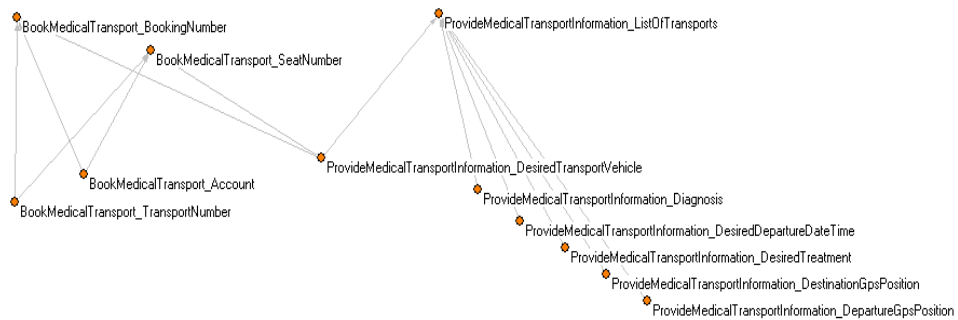 BookMedicalTransport_BookingNumber
ProvideMedicalTransportInformation_ListOfTransports
BookMedicalTransport_SeatNumber
ProvideMedicalTransportInformation_DesiredTransportVehicle
BookMedicalTransport_Account
ProvideMedicalTransportInformation_Diagnosis
BookMedicalTransport_TransportNumber
ProvideMedicalTransportInformation_DesiredDepartureDateTime
ProvideMedicalTransportInformation_DesiredTreatment
ProvideMedicalTransportInformation_DestinationGpsPosition
ProvideMedicalTransportInformation_DepartureGpsPosition